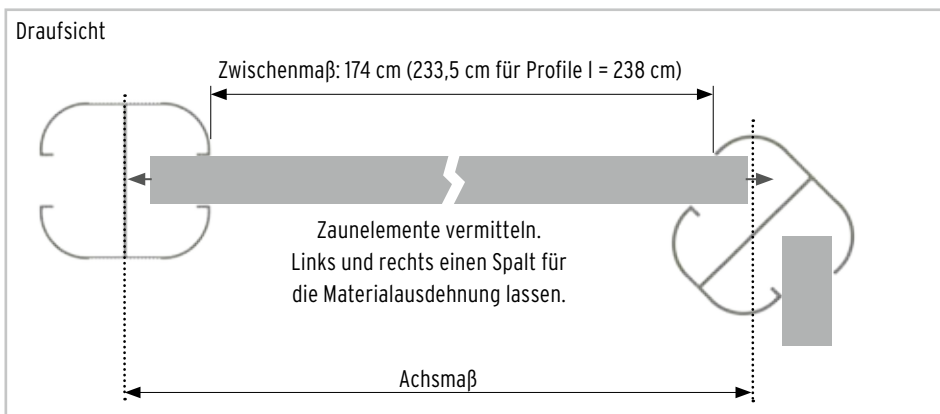 Draufsicht
Zwischenmaß: 174 cm (233,5 cm für Profile l = 238 cm)
Zaunelemente vermitteln.
Links und rechts einen Spalt für
die Materialausdehnung lassen.
Achsmaß